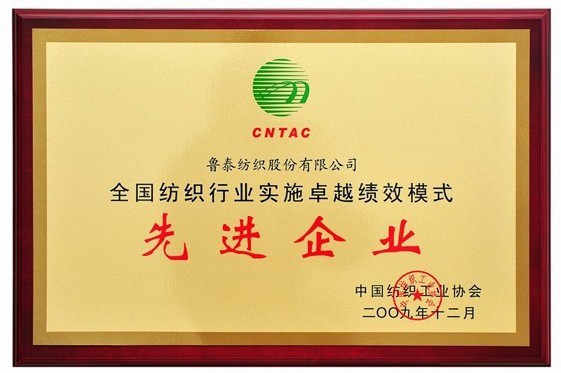 CNTAC
鲁泰纺织股份有限公司
全国纺织行业实施卓越绩效模式
先进企业
中国纺织工业协会
二〇〇九年十二月